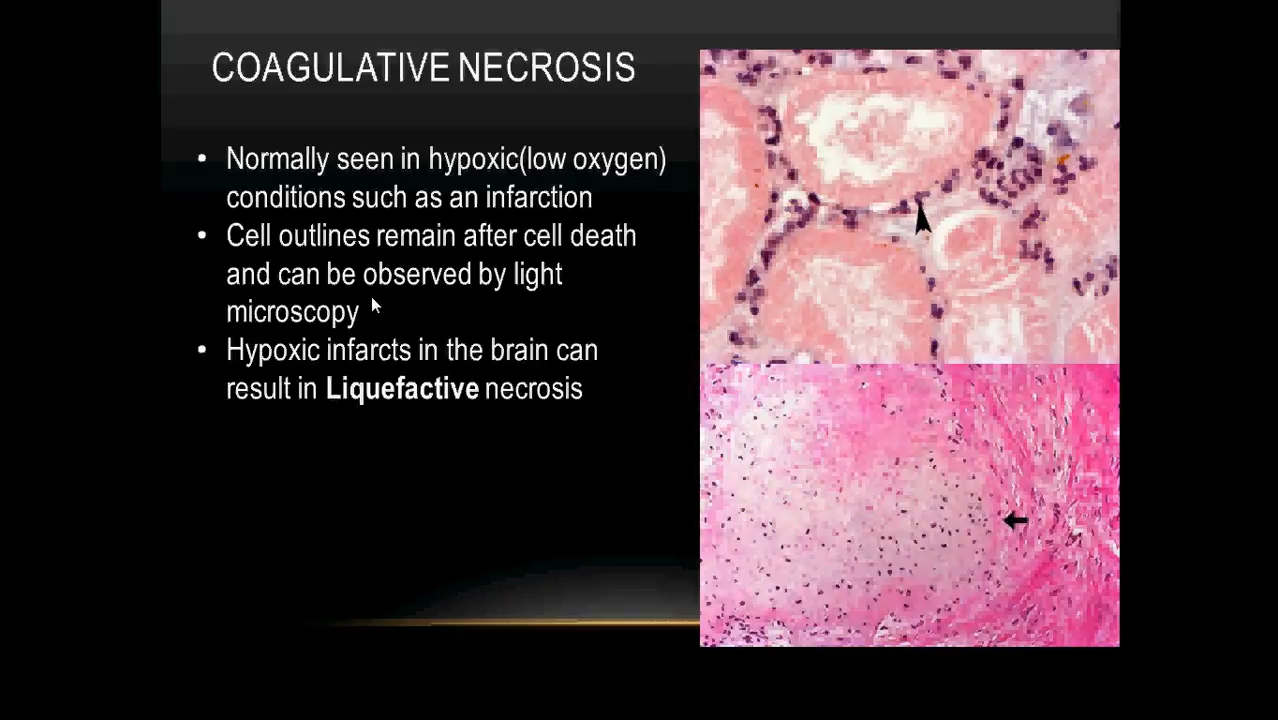 COAGULATIVE NECROSIS
• Normally seen in hypoxic(low oxygen)
conditions such as an infarction
• Cell outlines remain after cell death
and can be observed by light
microscopy
• Hypoxic infarcts in the brain can
result in Liquefactive necrosis